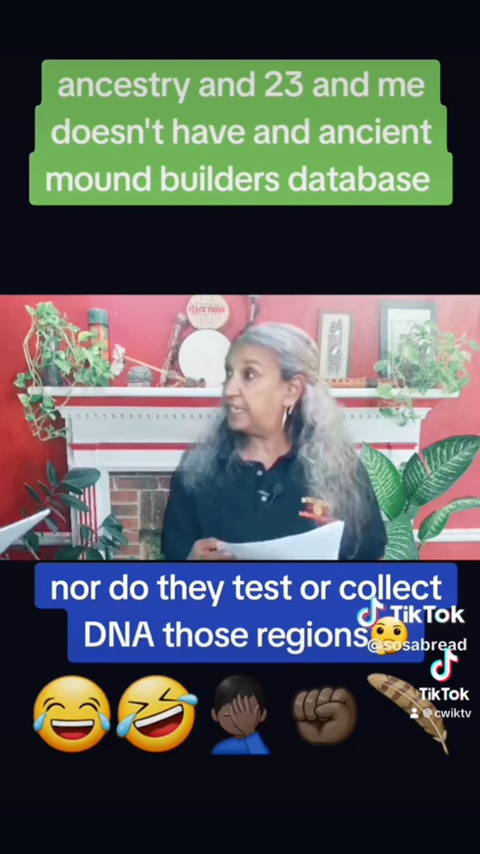 ancestry and 23 and me
doesn't have and ancient
mound builders database
nor do they test or collect
DNA those regions
TikTok
@sosabread
TikTok
@cwiktv